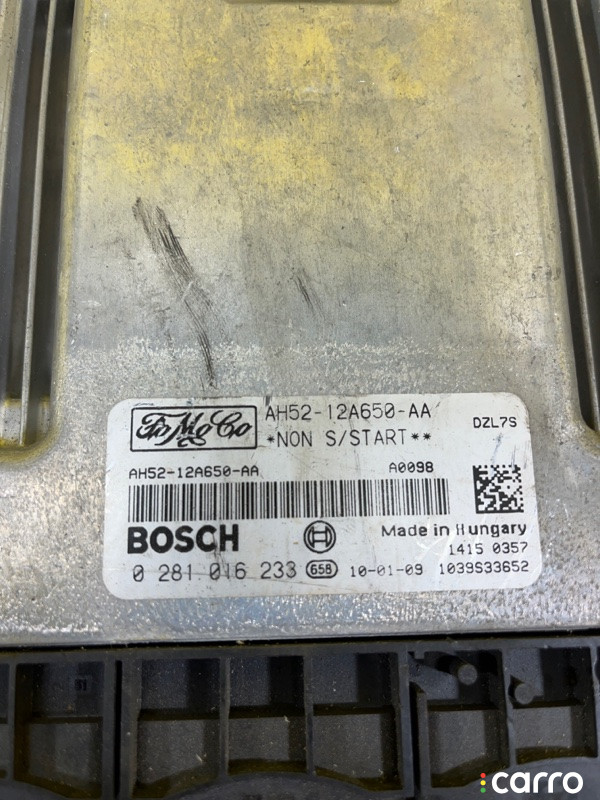 FoMoCo AH52-12A650-AA DZL7S
*NON S/START**
AH52-12A650-AA A0098
BOSCH Made in Hungary
1415 0357
0 281 016 233 658 10-01-09 1039S33652
carro